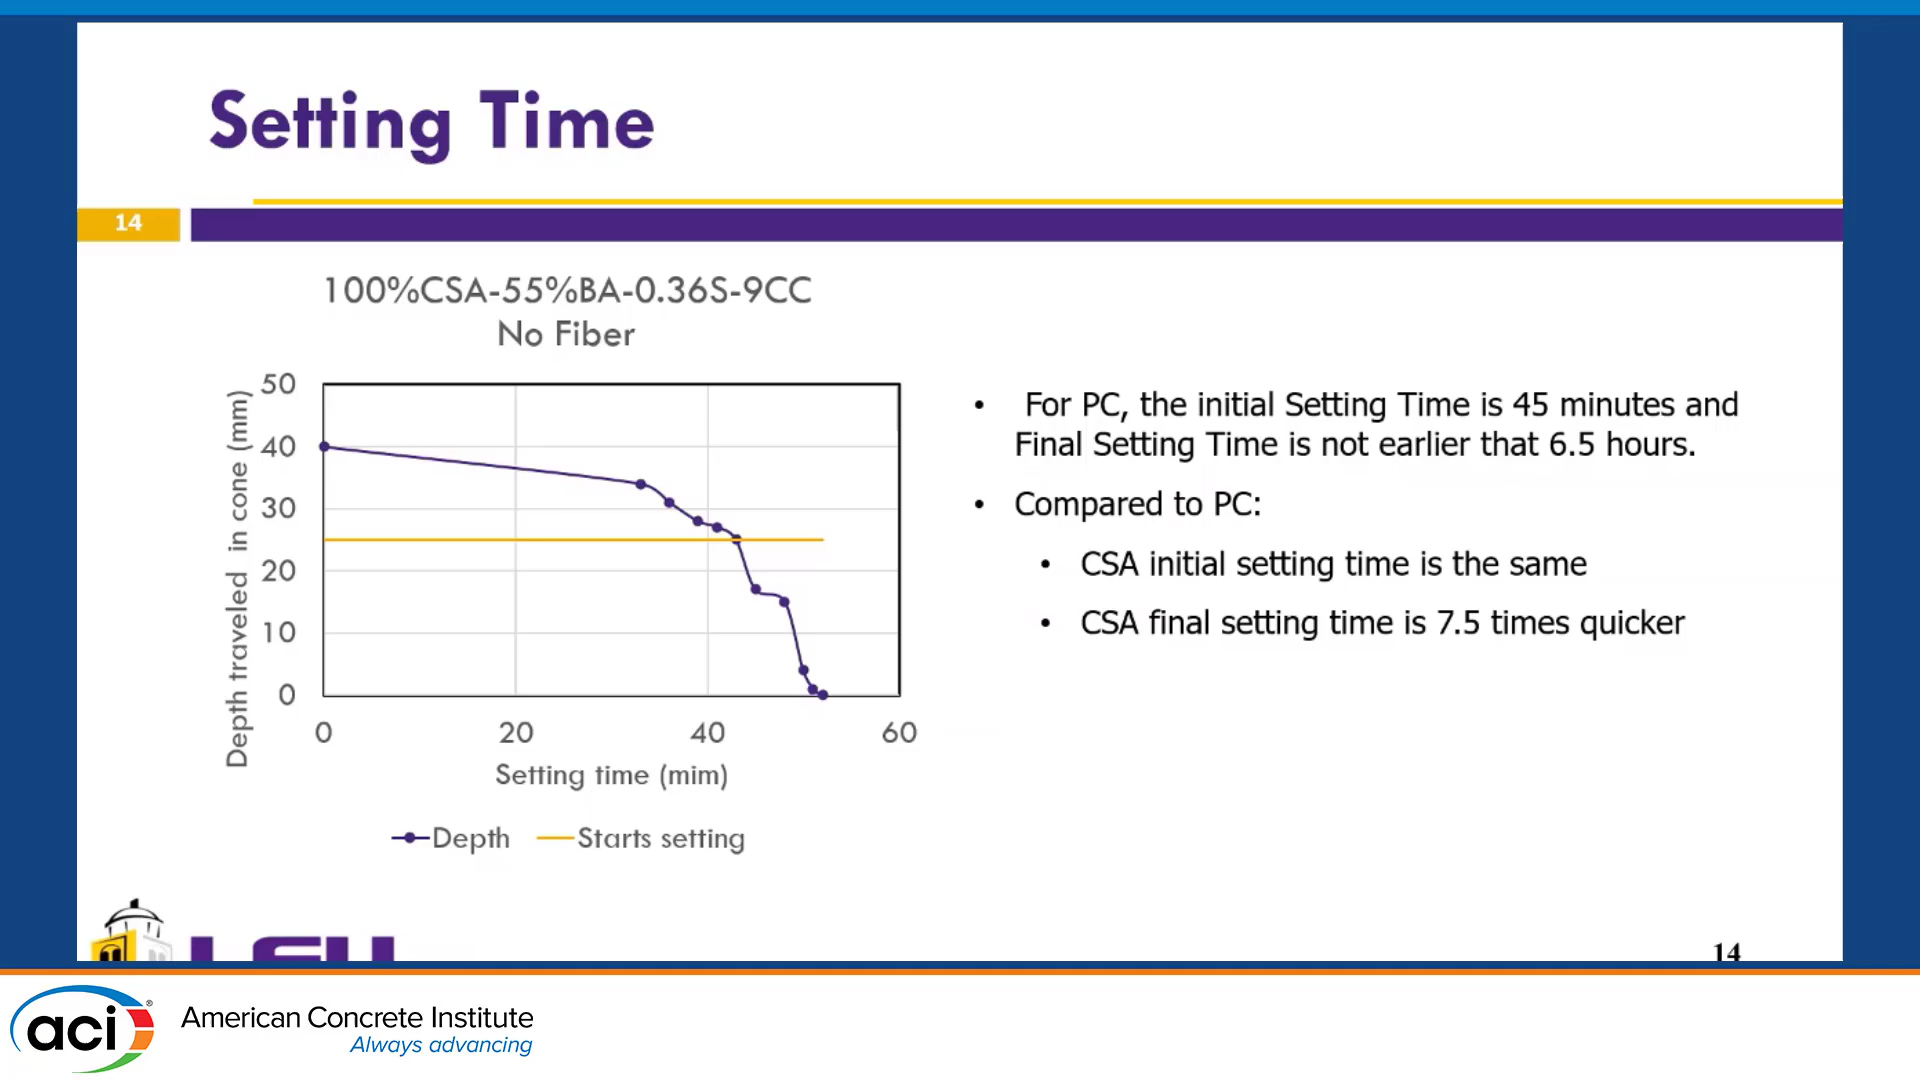 Setting Time
14
100%CSA-55%BA-0.36S-9CC
No Fiber
Depth traveled in cone (mm)
50
40
30
20
10
0
0 20 40 60
Setting time (mim)
Depth Starts setting
• For PC, the initial Setting Time is 45 minutes and
Final Setting Time is not earlier that 6.5 hours.
• Compared to PC:
• CSA initial setting time is the same
• CSA final setting time is 7.5 times quicker
LSU
14
aci®
American Concrete Institute
Always advancing